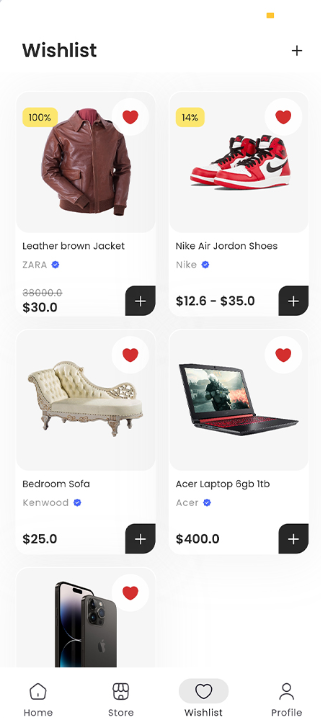 Wishlist
100%
14%
Leather brown Jacket
ZARA
38000.0
$30.0
Nike Air Jordon Shoes
Nike
$12.6 - $35.0
Bedroom Sofa
Kenwood
$25.0
Acer Laptop 6gb 1tb
Acer
$400.0
Home
Store
Wishlist
Profile